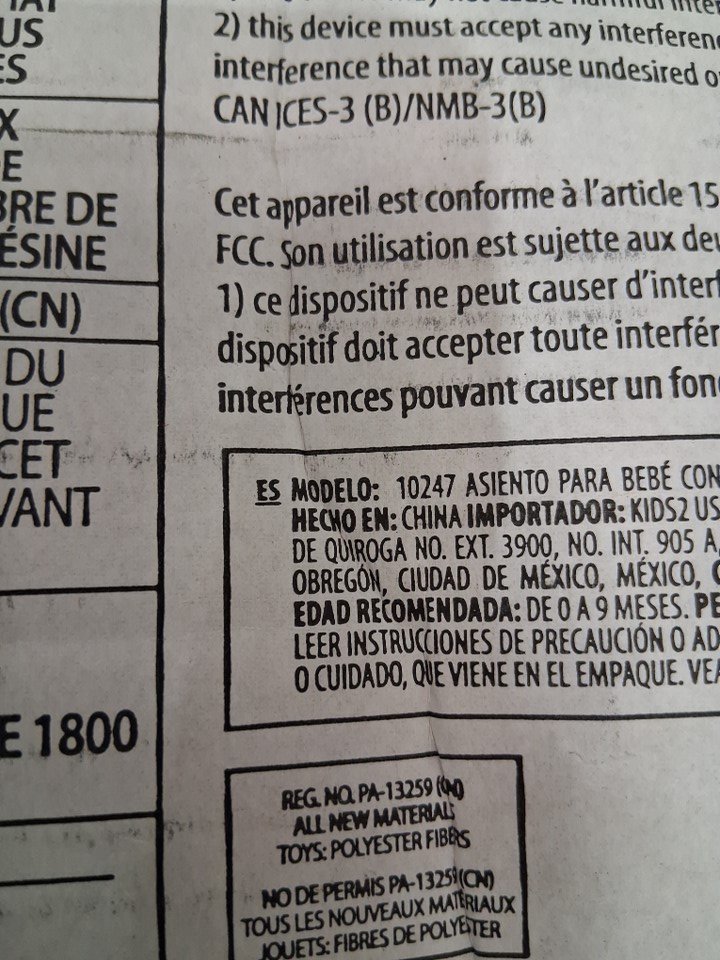 US
ES
X
E
BRE DE
ÉSINE
(CN)
DU
UE
CET
VANT
E 1800
2) this device must accept any
interference that may cause undesired
CAN ICES-3 (B)/NMB-3(B)
Cet appareil est conforme à l'article 15
FCC. Son utilisation est sujette aux
1) ce dispositif ne peut causer
dispositif doit accepter toute
interférences pouvant causer un
ES MODELO: 10247 ASIENTO PARA BEBÉ CON
HECHO EN: CHINA IMPORTADOR: KIDS2 US
DE QUIROGA NO. EXT. 3900, NO. INT. 905 A,
OBREGÓN, CIUDAD DE MÉXICO, MÉXICO,
EDAD RECOMENDADA: DE 0 A 9 MESES.
LEER INSTRUCCIONES DE PRECAUCIÓN O
O CUIDADO, QUE VIENE EN EL EMPAQUE.
REG. NO. PA-13259 (CN)
ALL NEW MATERIALS
TOYS: POLYESTER FIBERS
NO DE PERMIS PA-13259 (CN)
TOUS LES NOUVEAUX MATERIAUX
JOUETS: FIBRES DE POLYESTER